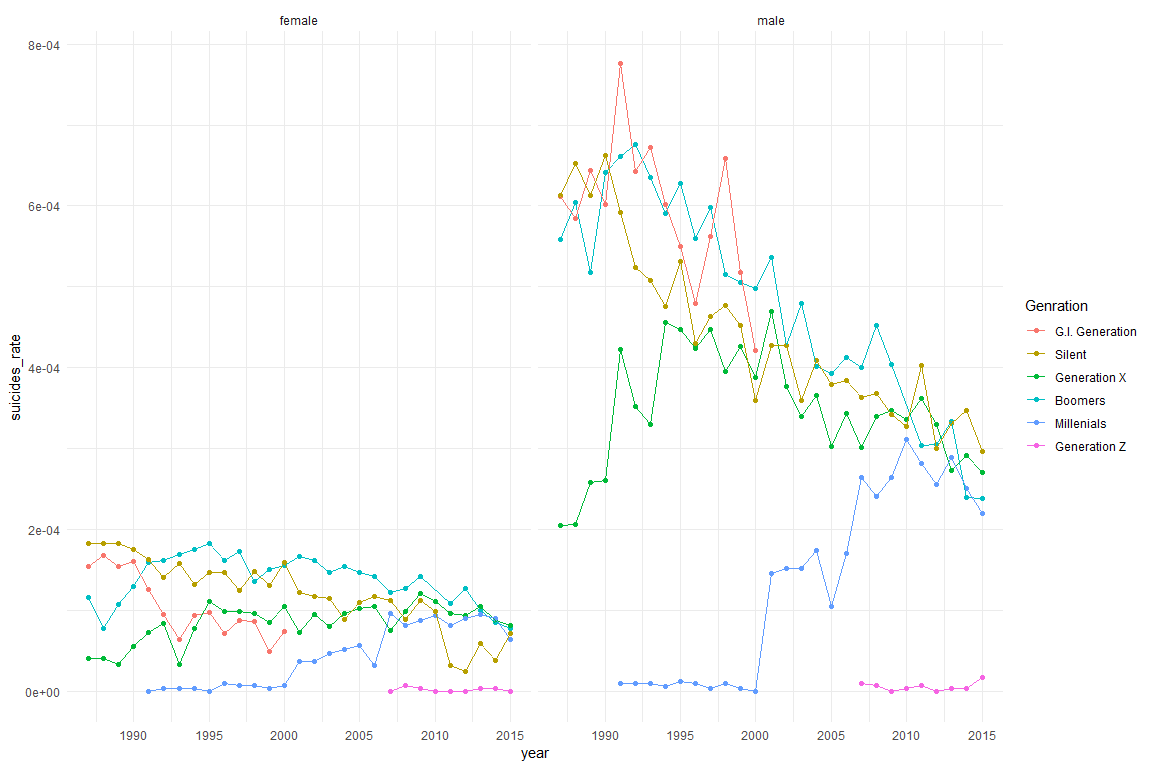 female
male
8e-04
6e-04
4e-04
2e-04
0e+00
suicides_rate
1990 1995 2000 2005 2010 2015
1990 1995 2000 2005 2010 2015
year
Genration
G.I. Generation
Silent
Generation X
Boomers
Millenials
Generation Z